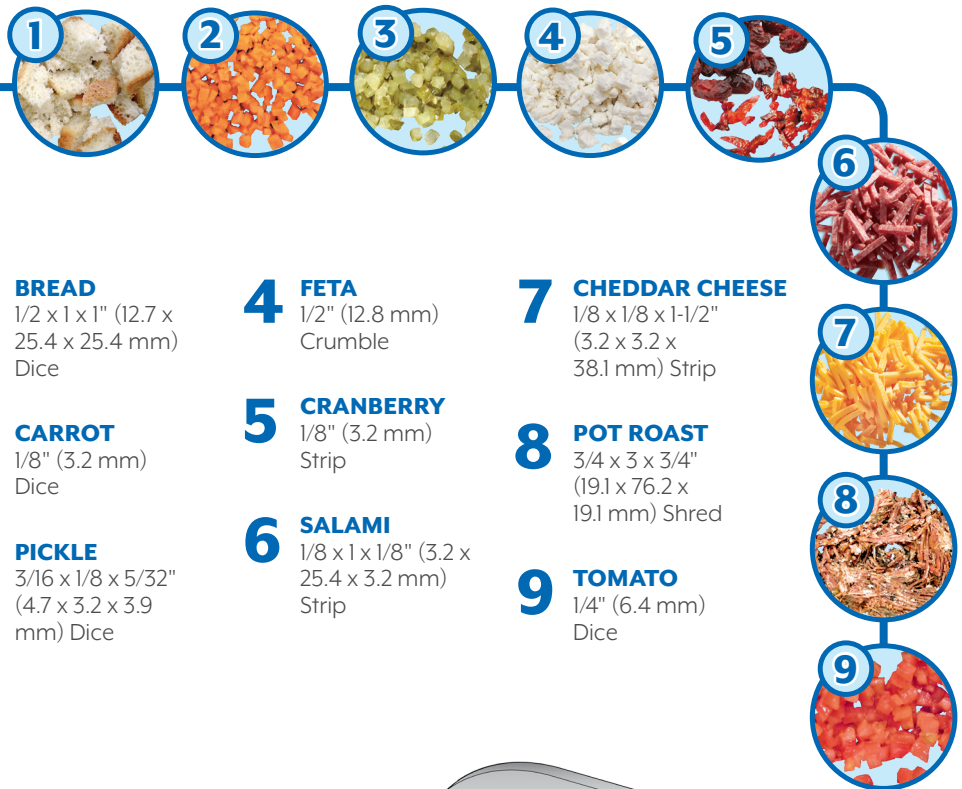 1
2
3
4
5
6
7
8
9
BREAD
1/2 x 1 x 1" (12.7 x
25.4 x 25.4 mm)
Dice
CARROT
1/8" (3.2 mm)
Dice
PICKLE
3/16 x 1/8 x 5/32"
(4.7 x 3.2 x 3.9
mm) Dice
4 FETA
1/2" (12.8 mm)
Crumble
5 CRANBERRY
1/8" (3.2 mm)
Strip
6 SALAMI
1/8 x 1 x 1/8" (3.2 x
25.4 x 3.2 mm)
Strip
7 CHEDDAR CHEESE
1/8 x 1/8 x 1-1/2"
(3.2 x 3.2 x
38.1 mm) Strip
8 POT ROAST
3/4 x 3 x 3/4"
(19.1 x 76.2 x
19.1 mm) Shred
9 TOMATO
1/4" (6.4 mm)
Dice